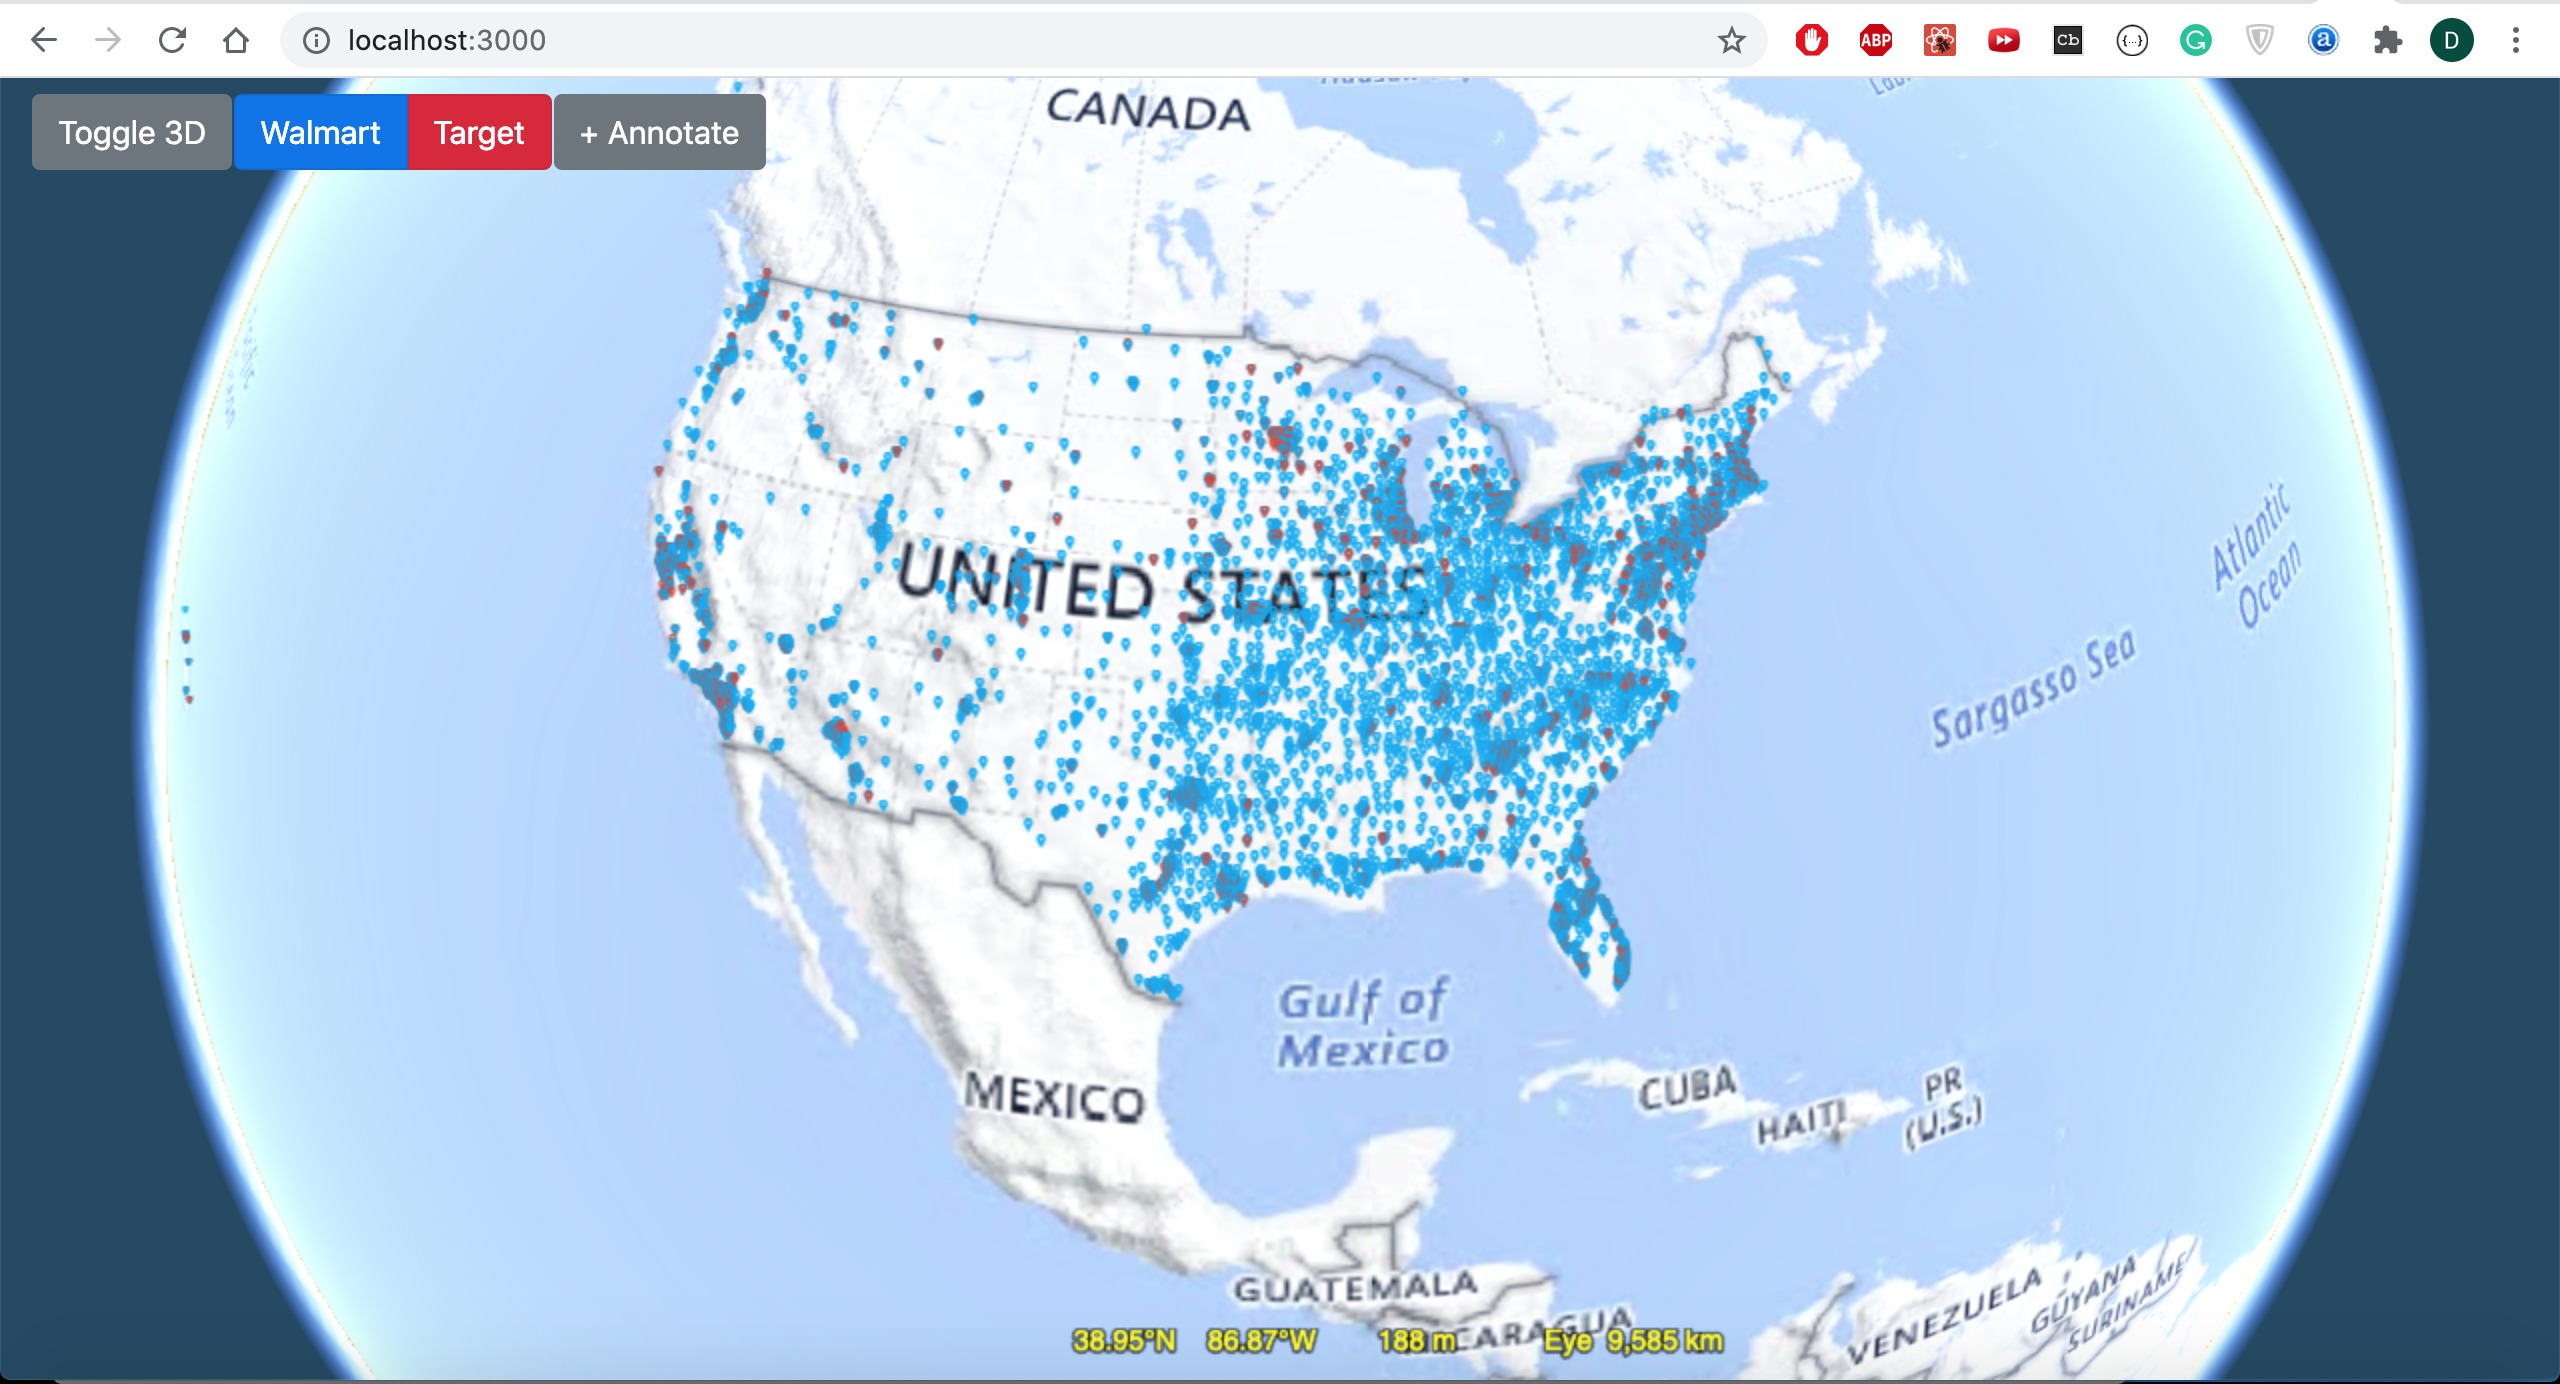 localhost:3000
ABP
Cb
{...}
G
a
D
Toggle 3D
Walmart
Target
+ Annotate
CANADA
UNITED STATES
Atlantic
Ocean
Sargasso Sea
Gulf of
Mexico
MEXICO
CUBA
HAITI
PR
(U.S.)
GUATEMALA
VENEZUELA
GUYANA
SURINAME
38.95°N 86.87°W 188 m Eye 9,585 km